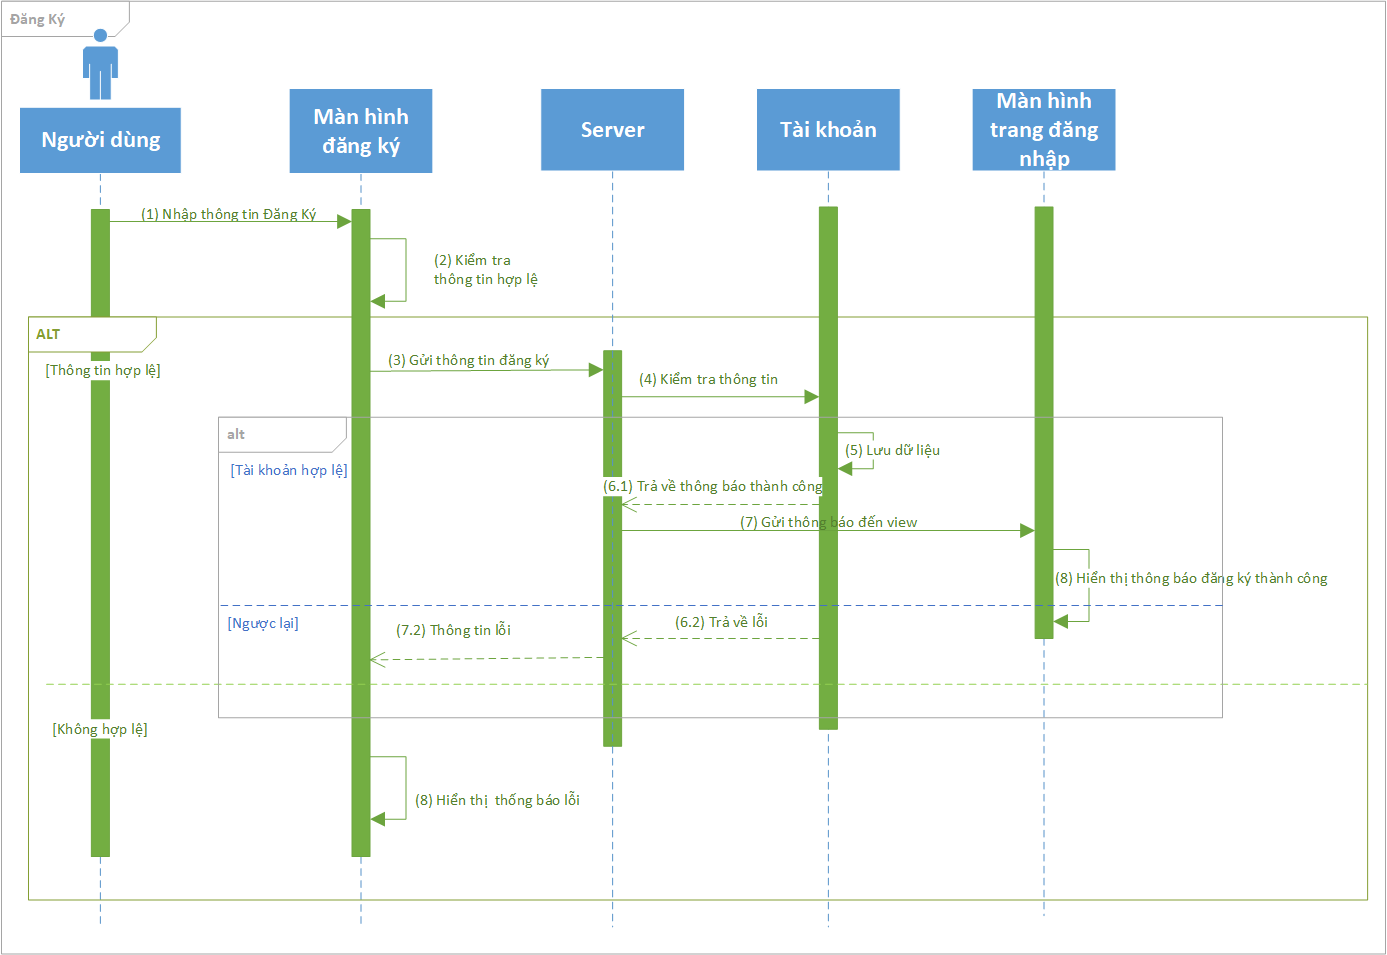 Đăng Ký
Người dùng
Màn hình
đăng ký
Server
Tài khoản
Màn hình
trang đăng
nhập
(1) Nhập thông tin Đăng Ký
(2) Kiểm tra
thông tin hợp lệ
ALT
[Thông tin hợp lệ]
(3) Gửi thông tin đăng ký
(4) Kiểm tra thông tin
alt
[Tài khoản hợp lệ]
(5) Lưu dữ liệu
(6.1) Trả về thông báo thành công
(7) Gửi thông báo đến view
(8) Hiển thị thông báo đăng ký thành công
[Ngược lại]
(6.2) Trả về lỗi
(7.2) Thông tin lỗi
[Không hợp lệ]
(8) Hiển thị  thống báo lỗi